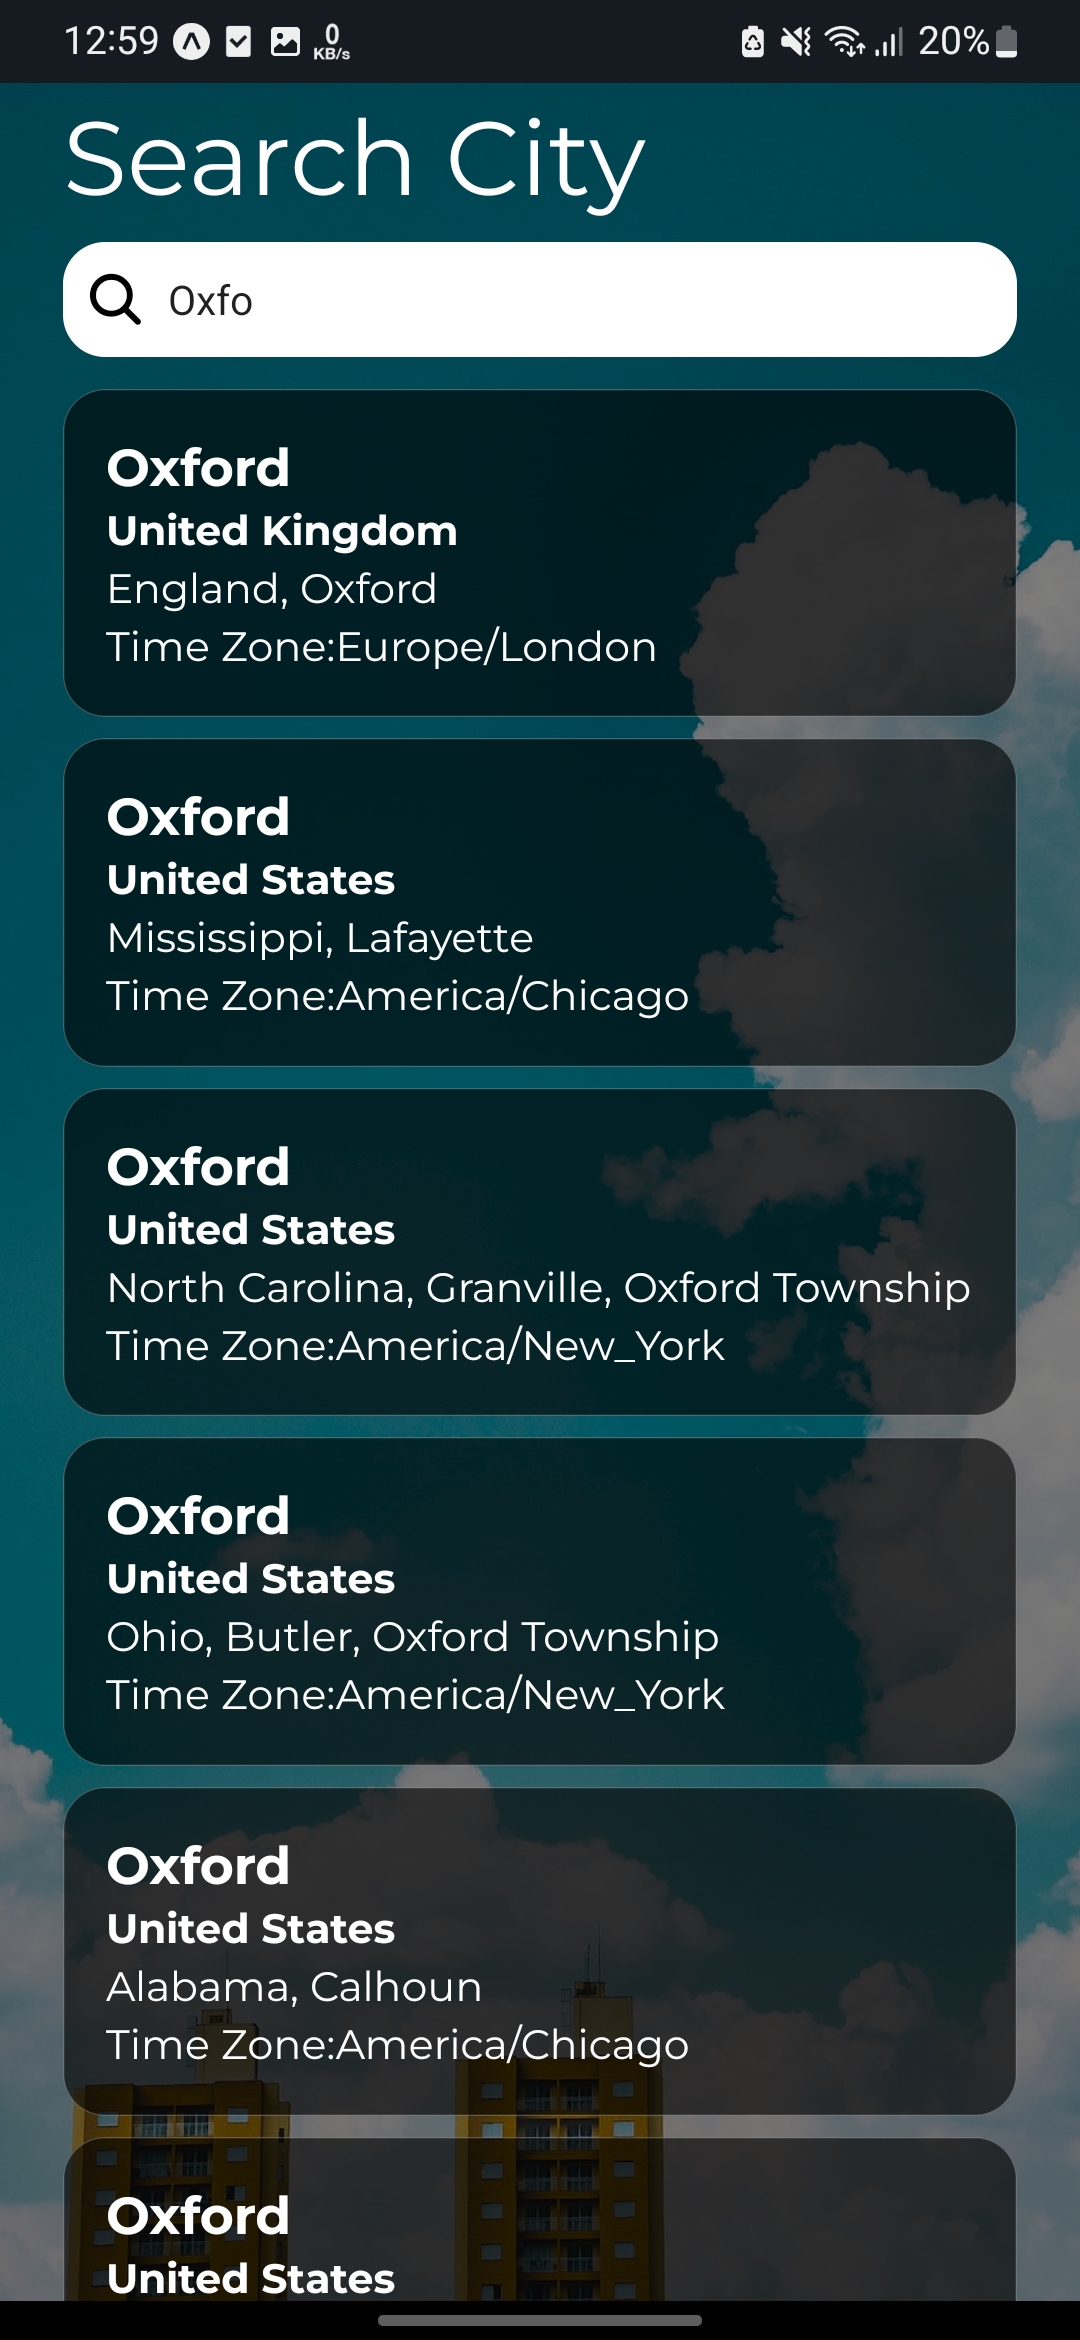 12:59 0 KB/s 20%
Search City
Oxfo
Oxford
United Kingdom
England, Oxford
Time Zone:Europe/London
Oxford
United States
Mississippi, Lafayette
Time Zone:America/Chicago
Oxford
United States
North Carolina, Granville, Oxford Township
Time Zone:America/New_York
Oxford
United States
Ohio, Butler, Oxford Township
Time Zone:America/New_York
Oxford
United States
Alabama, Calhoun
Time Zone:America/Chicago
Oxford
United States